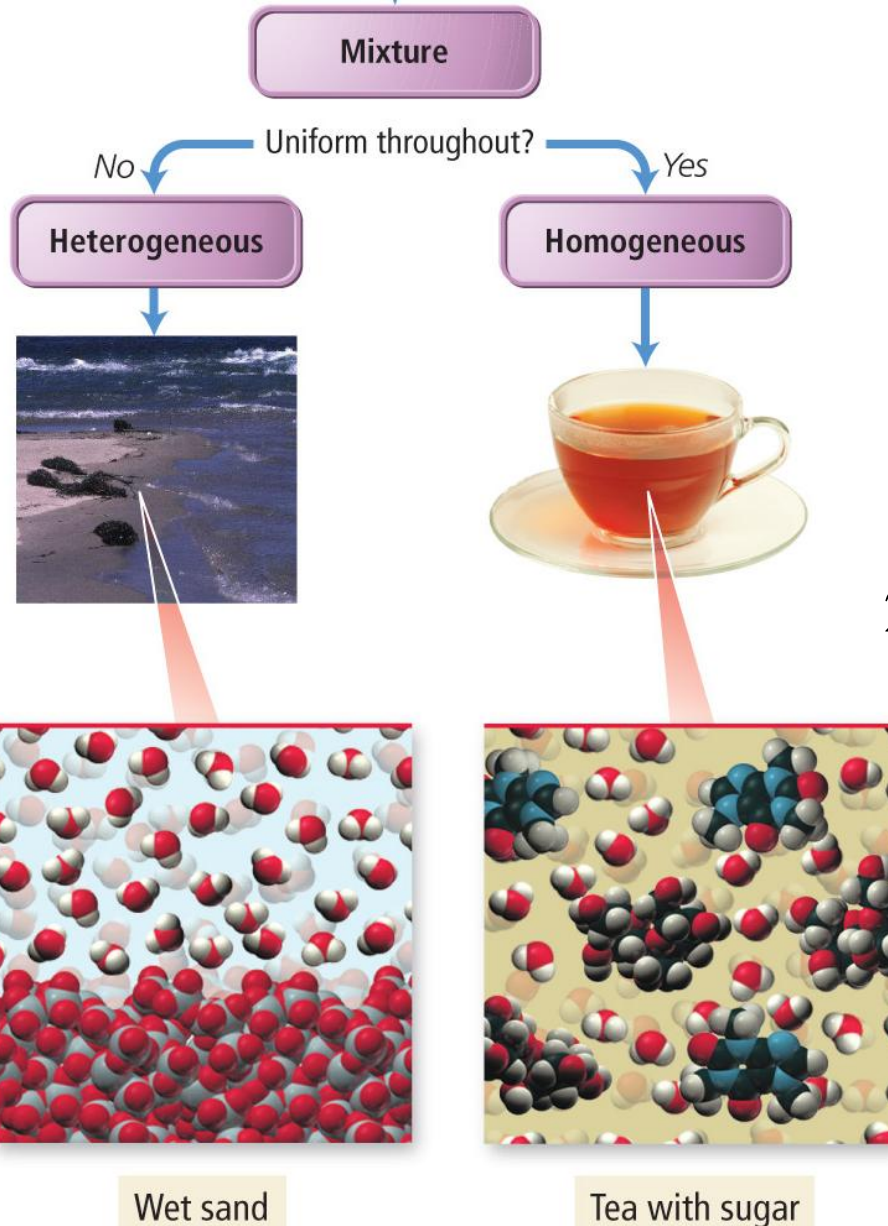 Mixture
Uniform throughout?
No
Yes
Heterogeneous
Homogeneous
Wet sand
Tea with sugar